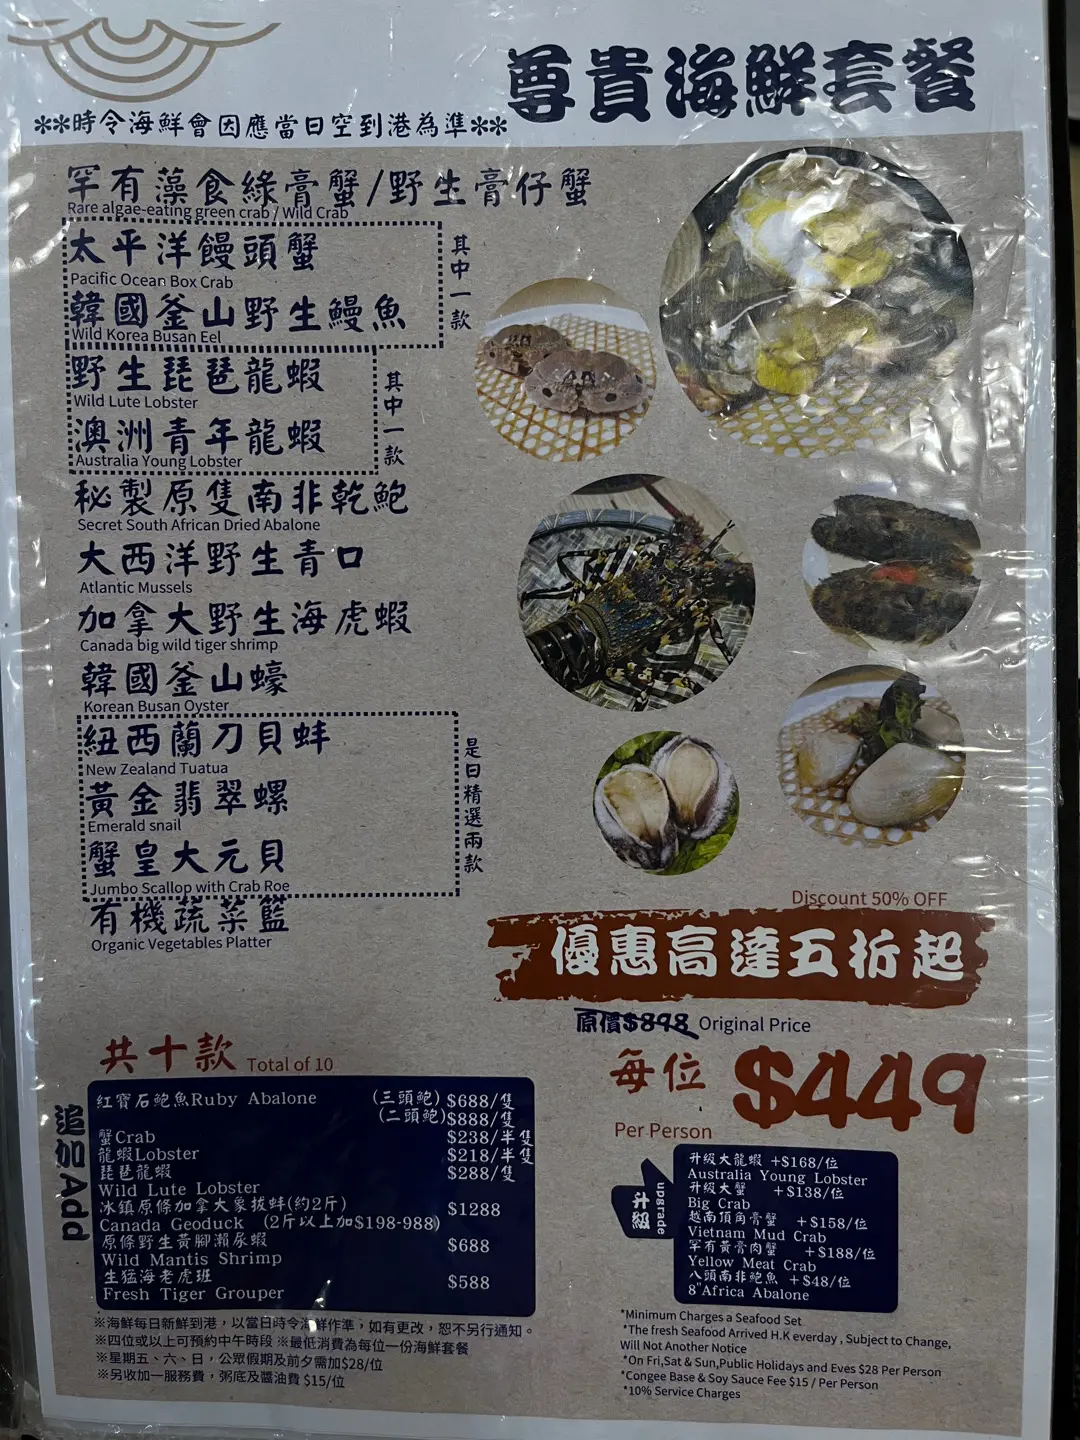 尊貴海鮮套餐
**時令海鮮會因應當日空到港為準**
罕有藻食綠膏蟹/野生膏仔蟹
Rare algae-eating green crab / Wild Crab
太平洋饅頭蟹
Pacific Ocean Box Crab
韓國釜山野生鰻魚
Wild Korea Busan Eel
其中一款
野生琵琶龍蝦
Wild Lute Lobster
澳洲青年龍蝦
Australia Young Lobster
其中一款
秘製原隻南非乾鮑
Secret South African Dried Abalone
大西洋野生青口
Atlantic Mussels
加拿大野生海虎蝦
Canada big wild tiger shrimp
韓國釜山蠔
Korean Busan Oyster
紐西蘭刀貝蚌
New Zealand Tuatua
黃金翡翠螺
Emerald snail
蟹皇大元貝
Jumbo Scallop with Crab Roe
是日精選兩款
有機蔬菜籃
Organic Vegetables Platter
Discount 50% OFF
優惠高達五折起
原價$898 Original Price
共十款 Total of 10
每位 $449
Per Person
追加Add
紅寶石鮑魚Ruby Abalone (三頭鮑) $688/隻
(二頭鮑)$888/隻
蟹Crab $238/半隻
龍蝦Lobster $218/半隻
琵琶龍蝦 $288/隻
Wild Lute Lobster
冰鎮原條加拿大象拔蚌(約2斤) $1288
Canada Geoduck (2斤以上加$198-988)
原條野生黃腳瀨尿蝦 $688
Wild Mantis Shrimp
生猛海老虎班 $588
Fresh Tiger Grouper
升級 upgrade
升級大龍蝦 +$168/位
Australia Young Lobster
升級大蟹 +$138/位
Big Crab
越南頂角膏蟹 +$158/位
Vietnam Mud Crab
罕有黃膏肉蟹 +$188/位
Yellow Meat Crab
八頭南非鮑魚 +$48/位
8"Africa Abalone
※海鮮每日新鮮到港，以當日時令海鮮作準，如有更改，恕不另行通知。
※四位或以上可預約中午時段 ※最低消費為每位一份海鮮套餐
※星期五、六、日，公眾假期及前夕需加$28/位
※另收加一服務費，粥底及醬油費 $15/位
*Minimum Charges a Seafood Set
*The fresh Seafood Arrived H.K everday , Subject to Change,
Will Not Another Notice
*On Fri,Sat & Sun,Public Holidays and Eves $28 Per Person
*Congee Base & Soy Sauce Fee $15 / Per Person
*10% Service Charges